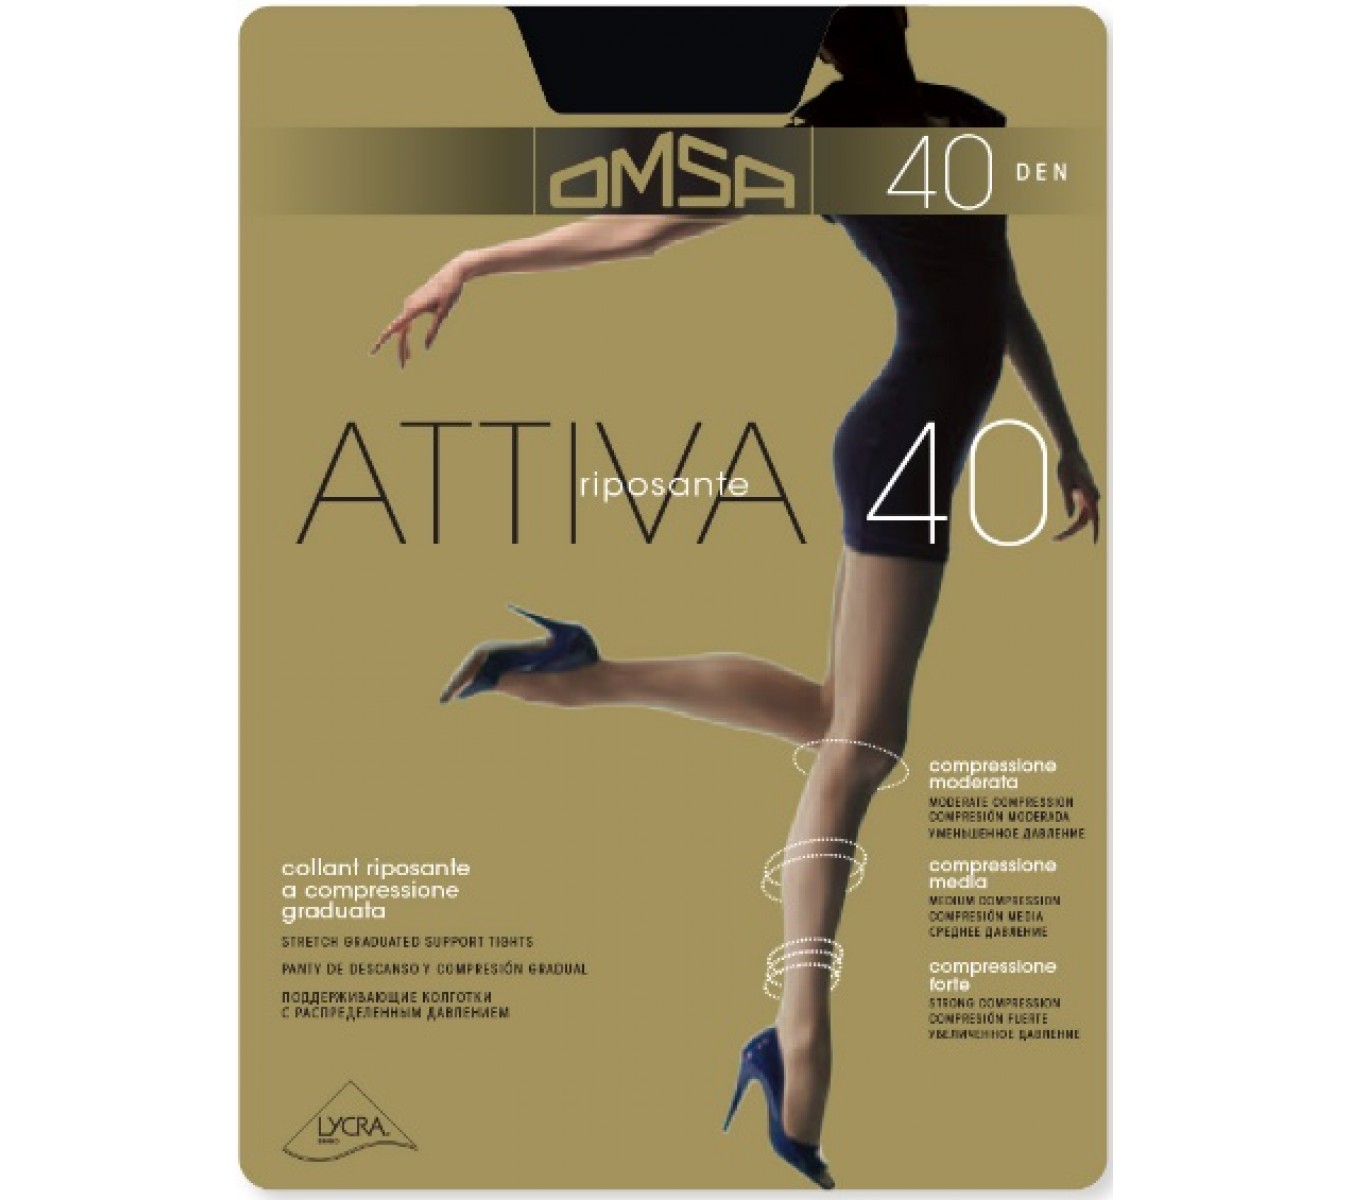 OMSA
40 DEN
ATTIVA 40
riposante
compressione
moderata
MODERATE COMPRESSION
COMPRESIÓN MODERADA
УМЕНЬШЕННОЕ ДАВЛЕНИЕ
compressione
media
MEDIUM COMPRESSION
COMPRESIÓN MEDIA
СРЕДНЕЕ ДАВЛЕНИЕ
compressione
forte
STRONG COMPRESSION
COMPRESIÓN FUERTE
УВЕЛИЧЕННОЕ ДАВЛЕНИЕ
collant riposante
a compressione
graduata
STRETCH GRADUATED SUPPORT TIGHTS
PANTY DE DESCANSO Y COMPRESIÓN GRADUAL
ПОДДЕРЖИВАЮЩИЕ КОЛГОТКИ
С РАСПРЕДЕЛЕННЫМ ДАВЛЕНИЕМ
LYCRA®
BRAND